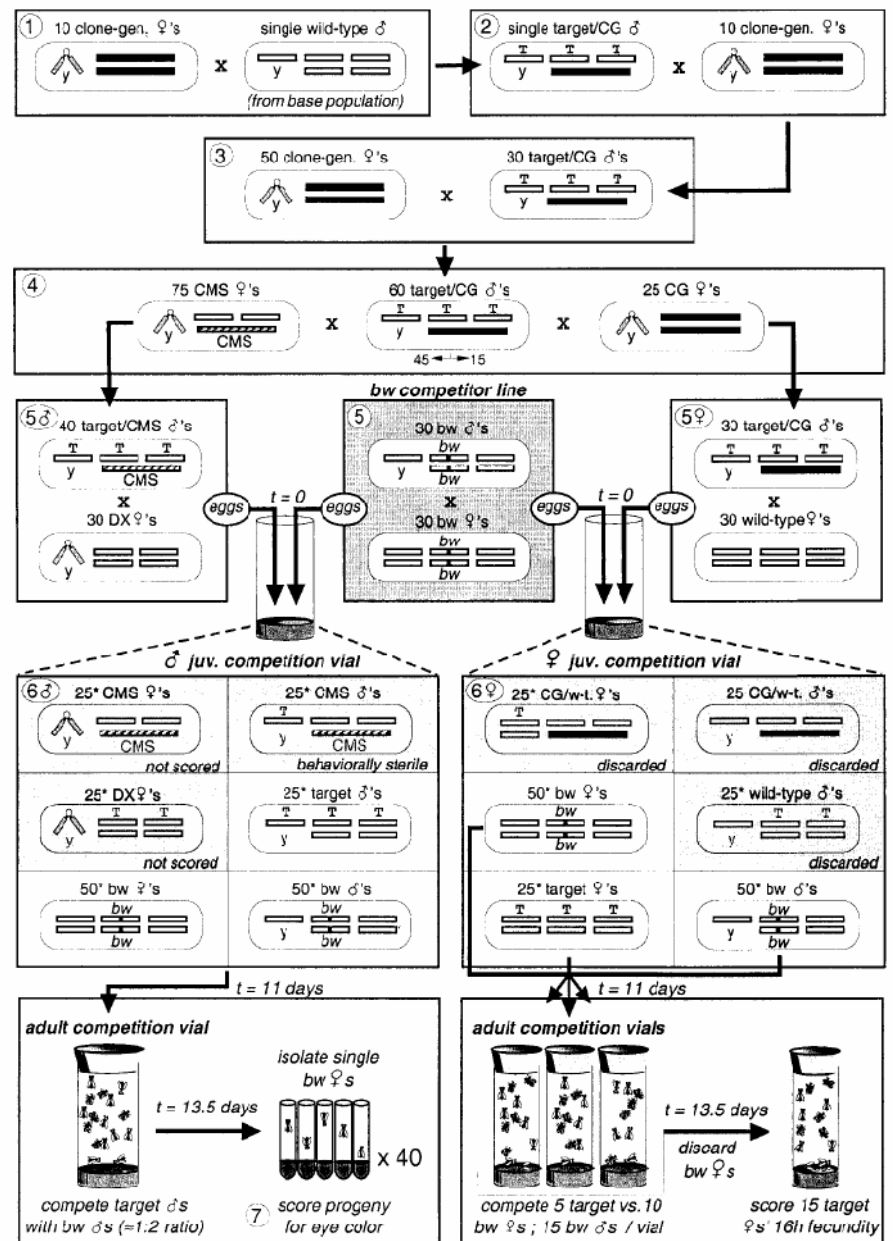 1
10 clone-gen. ♀'s
single wild-type ♂
y
x
y
(from base population)
2
single target/CG ♂
10 clone-gen. ♀'s
T T T
y
x
y
3
50 clone-gen. ♀'s
30 target/CG ♂'s
T T T
y
x
y
4
75 CMS ♀'s
60 target/CG ♂'s
25 CG ♀'s
T T T
y
CMS
x
y
x
y
45 15
bw competitor line
5♂
40 target/CMS ♂'s
T T T
y
CMS
x
30 DX♀'s
y
eggs
t = 0
eggs
5
30 bw ♂'s
bw
y
bw
x
30 bw ♀'s
bw
bw
eggs
t = 0
eggs
5♀
30 target/CG ♂'s
T T T
y
x
30 wild-type♀'s
♂ juv. competition vial
♀ juv. competition vial
6♂
25* CMS ♀'s
y
CMS
not scored
25* CMS ♂'s
T
y
CMS
behaviorally sterile
25* DX♀'s
T T
y
not scored
25* target ♂'s
T T T
y
50* bw ♀'s
bw
bw
50* bw ♂'s
bw
y
bw
6♀
25* CG/w-t. ♀'s
T
discarded
25 CG/w-t. ♂'s
y
discarded
50* bw ♀'s
bw
bw
25* wild-type ♂'s
T T
y
discarded
25* target ♀'s
T T T
50* bw ♂'s
bw
y
bw
t = 11 days
t = 11 days
adult competition vial
isolate single
bw ♀s
t = 13.5 days
x 40
compete target ♂s
with bw ♂s (≈1:2 ratio)
7
score progeny
for eye color
adult competition vials
t = 13.5 days
discard
bw ♀s
compete 5 target vs. 10
bw ♀s ; 15 bw ♂s / vial
score 15 target
♀s' 16h fecundity